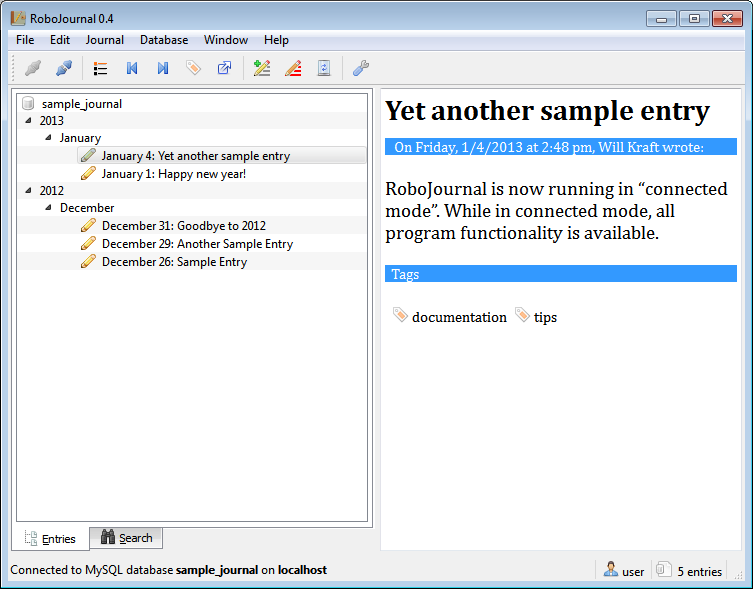 RoboJournal 0.4
File Edit Journal Database Window Help
sample_journal
2013
January
January 4: Yet another sample entry
January 1: Happy new year!
2012
December
December 31: Goodbye to 2012
December 29: Another Sample Entry
December 26: Sample Entry
Entries Search
Yet another sample entry
On Friday, 1/4/2013 at 2:48 pm, Will Kraft wrote:
RoboJournal is now running in “connected
mode”. While in connected mode, all
program functionality is available.
Tags
documentation tips
Connected to MySQL database sample_journal on localhost
user 5 entries